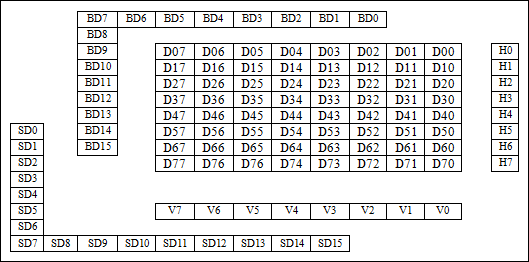 BD7 BD6 BD5 BD4 BD3 BD2 BD1 BD0
BD8
BD9 D07 D06 D05 D04 D03 D02 D01 D00 H0
BD10 D17 D16 D15 D14 D13 D12 D11 D10 H1
BD11 D27 D26 D25 D24 D23 D22 D21 D20 H2
BD12 D37 D36 D35 D34 D33 D32 D31 D30 H3
BD13 D47 D46 D45 D44 D43 D42 D41 D40 H4
SD0 BD14 D57 D56 D55 D54 D53 D52 D51 D50 H5
SD1 BD15 D67 D66 D65 D64 D63 D62 D61 D60 H6
SD2 D77 D76 D76 D74 D73 D72 D71 D70 H7
SD3
SD4
SD5 V7 V6 V5 V4 V3 V2 V1 V0
SD6
SD7 SD8 SD9 SD10 SD11 SD12 SD13 SD14 SD15